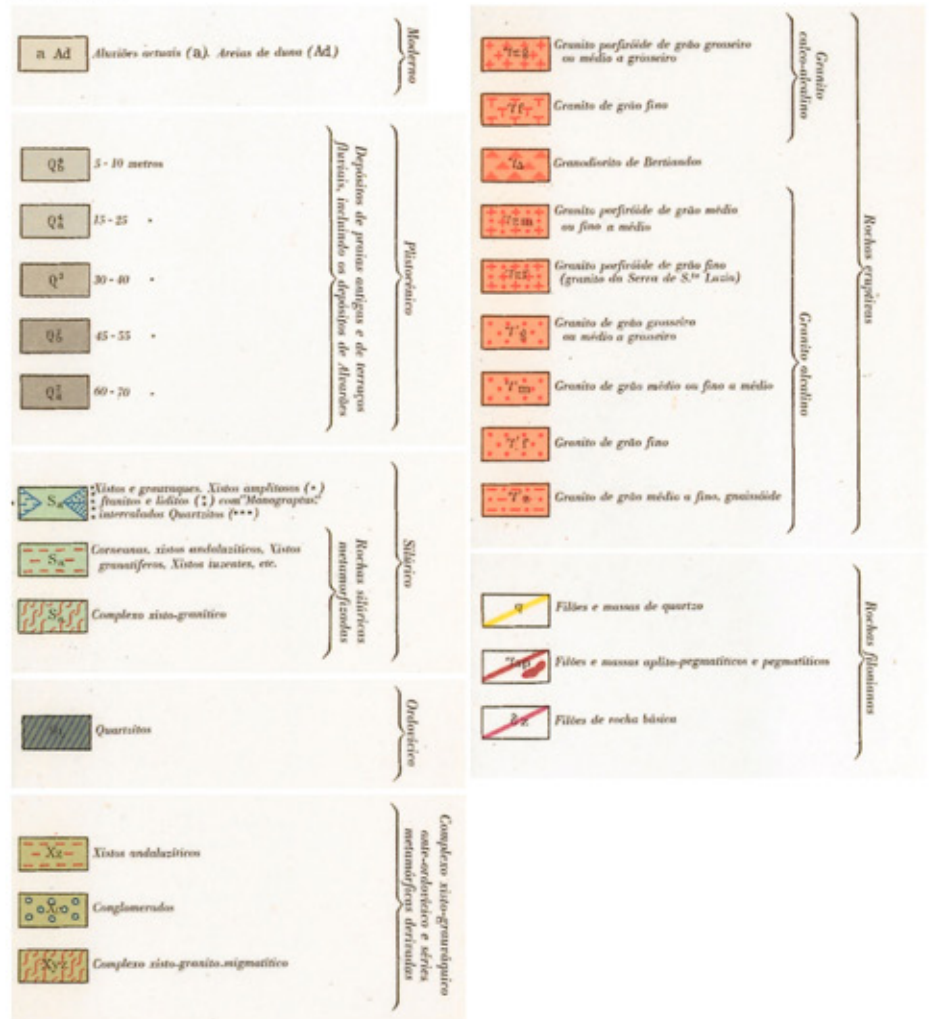 a Ad
Aluviões actuais (a). Areias de duna (Ad)
Moderno
5 - 10 metros
15 - 25 "
Q³
30 - 40 "
45 - 55 "
60 - 70 "
Depósitos de praias antigas e de terraços
fluviais, incluindo os depósitos de Alvarães
Plistocénico
Xistos e grauvaques. Xistos ampelitosos (•)
ftanitos e liditos (:) com "Monograptus."
intercalados Quartzitos (•••)
Corneanas, xistos andaluzíticos, Xistos
granatíferos, Xistos luzentes, etc.
Complexo xisto-granítico
Rochas silúricas
metamorfizadas
Silúrico
Quartzitos
Ordovícico
Xz
Xistos andaluzíticos
Conglomerados
Xyz
Complexo xisto-granito-migmatítico
Complexo xisto-grauváquico
ante-ordovícico e séries
metamórficas derivadas
Granito porfiróide de grão grosseiro
ou médio a grosseiro
Granito de grão fino
Granito
calco-alcalino
Granodiorito de Bertiandos
Granito porfiróide de grão médio
ou fino a médio
Granito porfiróide de grão fino
(granito da Serra de S.ta Luzia)
Granito de grão grosseiro
ou médio a grosseiro
Granito de grão médio ou fino a médio
Granito de grão fino
Granito de grão médio a fino, gnaissóide
Granito alcalino
Rochas eruptivas
q
Filões e massas de quartzo
Filões e massas aplito-pegmatíticos e pegmatíticos
Filões de rocha básica
Rochas filonianas